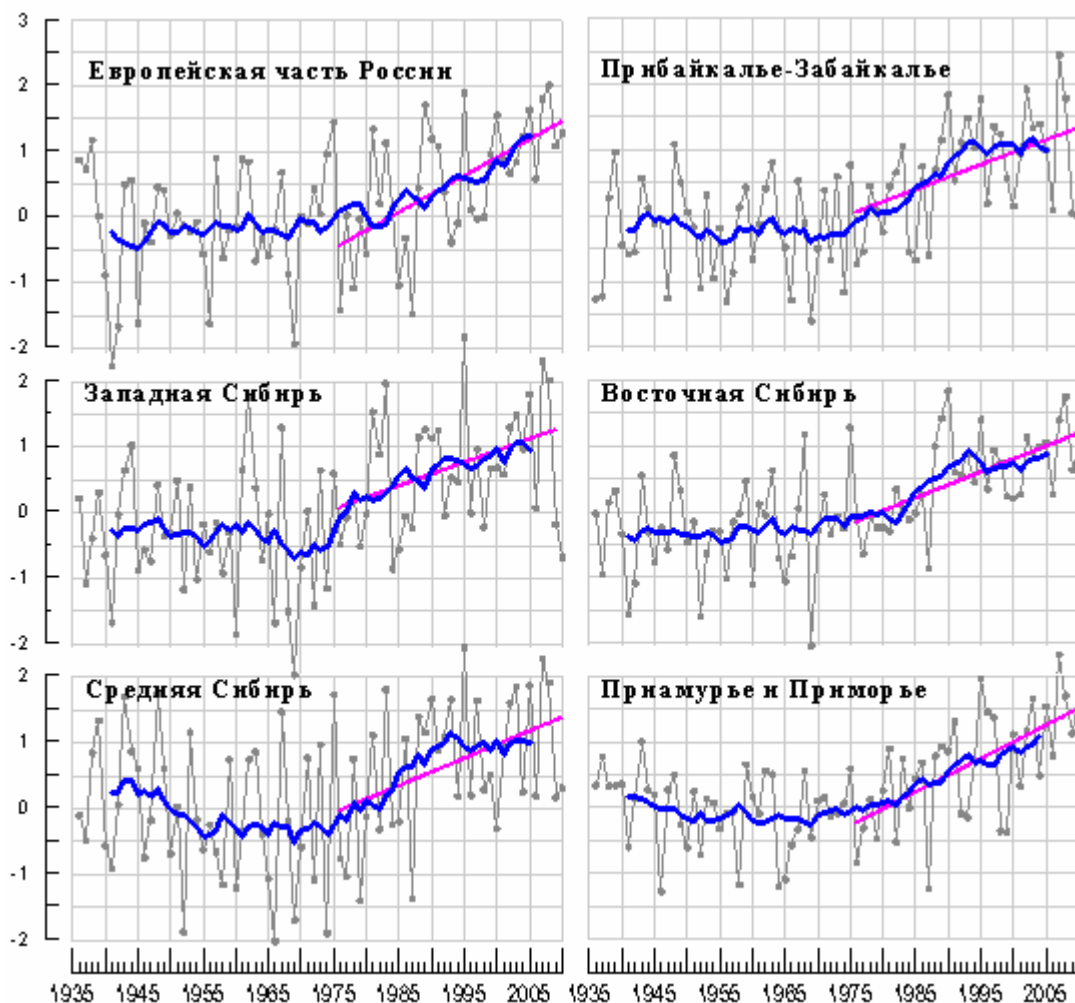 3
2
1
0
-1
-2
Европейская часть России
Прибайкалье-Забайкалье
2
1
0
-1
-2
Западная Сибирь
Восточная Сибирь
2
1
0
-1
-2
Средняя Сибирь
Приамурье и Приморье
1935 1945 1955 1965 1975 1985 1995 2005
1935 1945 1955 1965 1975 1985 1995 2005